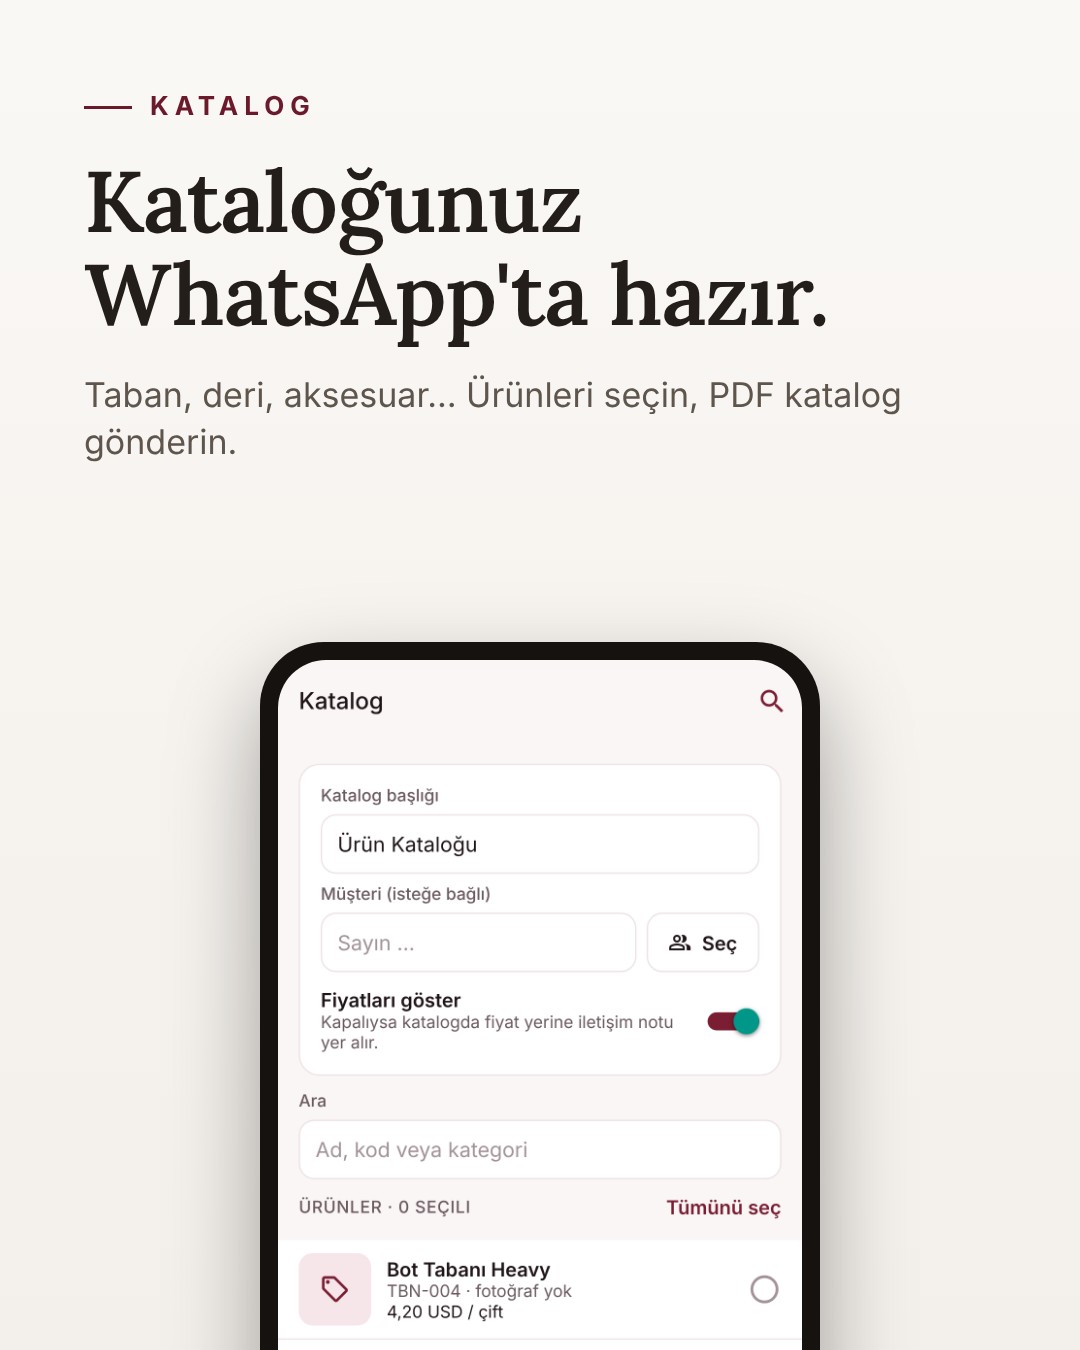 KATALOG
Kataloğunuz
WhatsApp'ta hazır.
Taban, deri, aksesuar... Ürünleri seçin, PDF katalog
gönderin.
Katalog
Katalog başlığı
Ürün Kataloğu
Müşteri (isteğe bağlı)
Sayın ...
Seç
Fiyatları göster
Kapalıysa katalogda fiyat yerine iletişim notu
yer alır.
Ara
Ad, kod veya kategori
ÜRÜNLER · 0 SEÇILI
Tümünü seç
Bot Tabanı Heavy
TBN-004 · fotoğraf yok
4,20 USD / çift